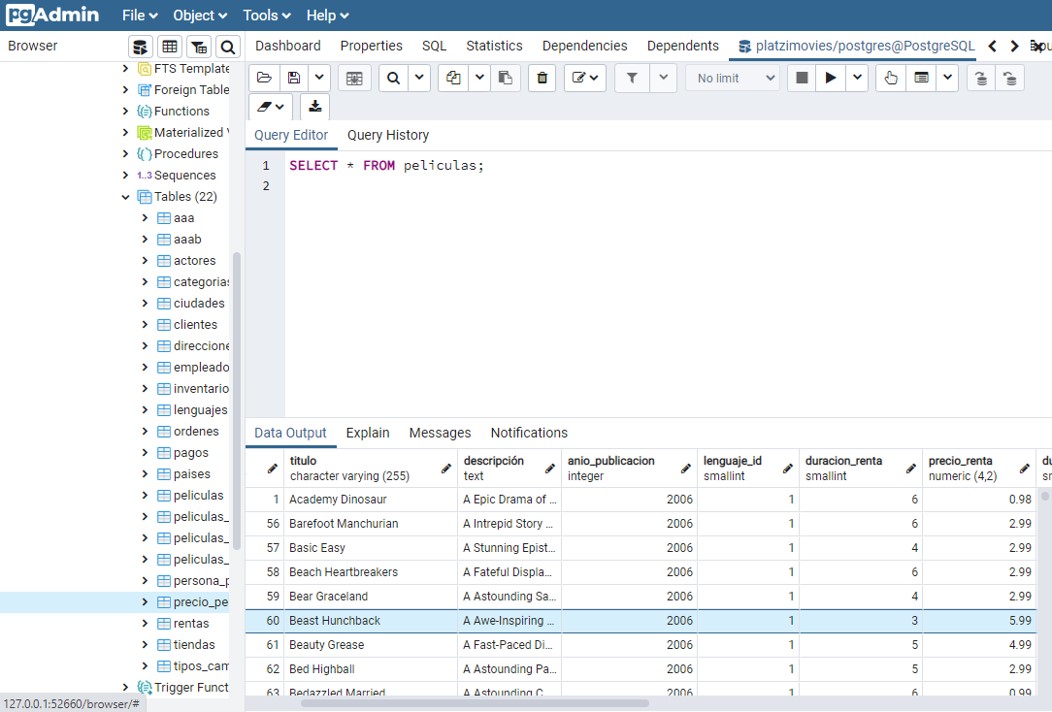 pgAdmin File Object Tools Help
Browser Dashboard Properties SQL Statistics Dependencies Dependents platzimovies/postgres@PostgreSQL
FTS Template
Foreign Table
Functions
Materialized
Procedures
1..3 Sequences
Tables (22)
aaa
aaab
actores
categorias
ciudades
clientes
direccione
empleado
inventario
lenguajes
ordenes
pagos
paises
peliculas
peliculas_
peliculas_
peliculas_
persona_p
precio_pe
rentas
tiendas
tipos_cam
Trigger Funct
127.0.0.1:52660/browser/#
No limit
Query Editor Query History
1 SELECT * FROM peliculas;
2
Data Output Explain Messages Notifications
titulo descripción anio_publicacion lenguaje_id duracion_renta precio_renta du
character varying (255) text integer smallint smallint numeric (4,2) sm
1 Academy Dinosaur A Epic Drama of ... 2006 1 6 0.98
56 Barefoot Manchurian A Intrepid Story ... 2006 1 6 2.99
57 Basic Easy A Stunning Epist... 2006 1 4 2.99
58 Beach Heartbreakers A Fateful Displa... 2006 1 6 2.99
59 Bear Graceland A Astounding Sa... 2006 1 4 2.99
60 Beast Hunchback A Awe-Inspiring ... 2006 1 3 5.99
61 Beauty Grease A Fast-Paced Di... 2006 1 5 4.99
62 Bed Highball A Astounding Pa... 2006 1 5 2.99
63 Bedazzled Married A Astounding C... 2006 1 6 0.99